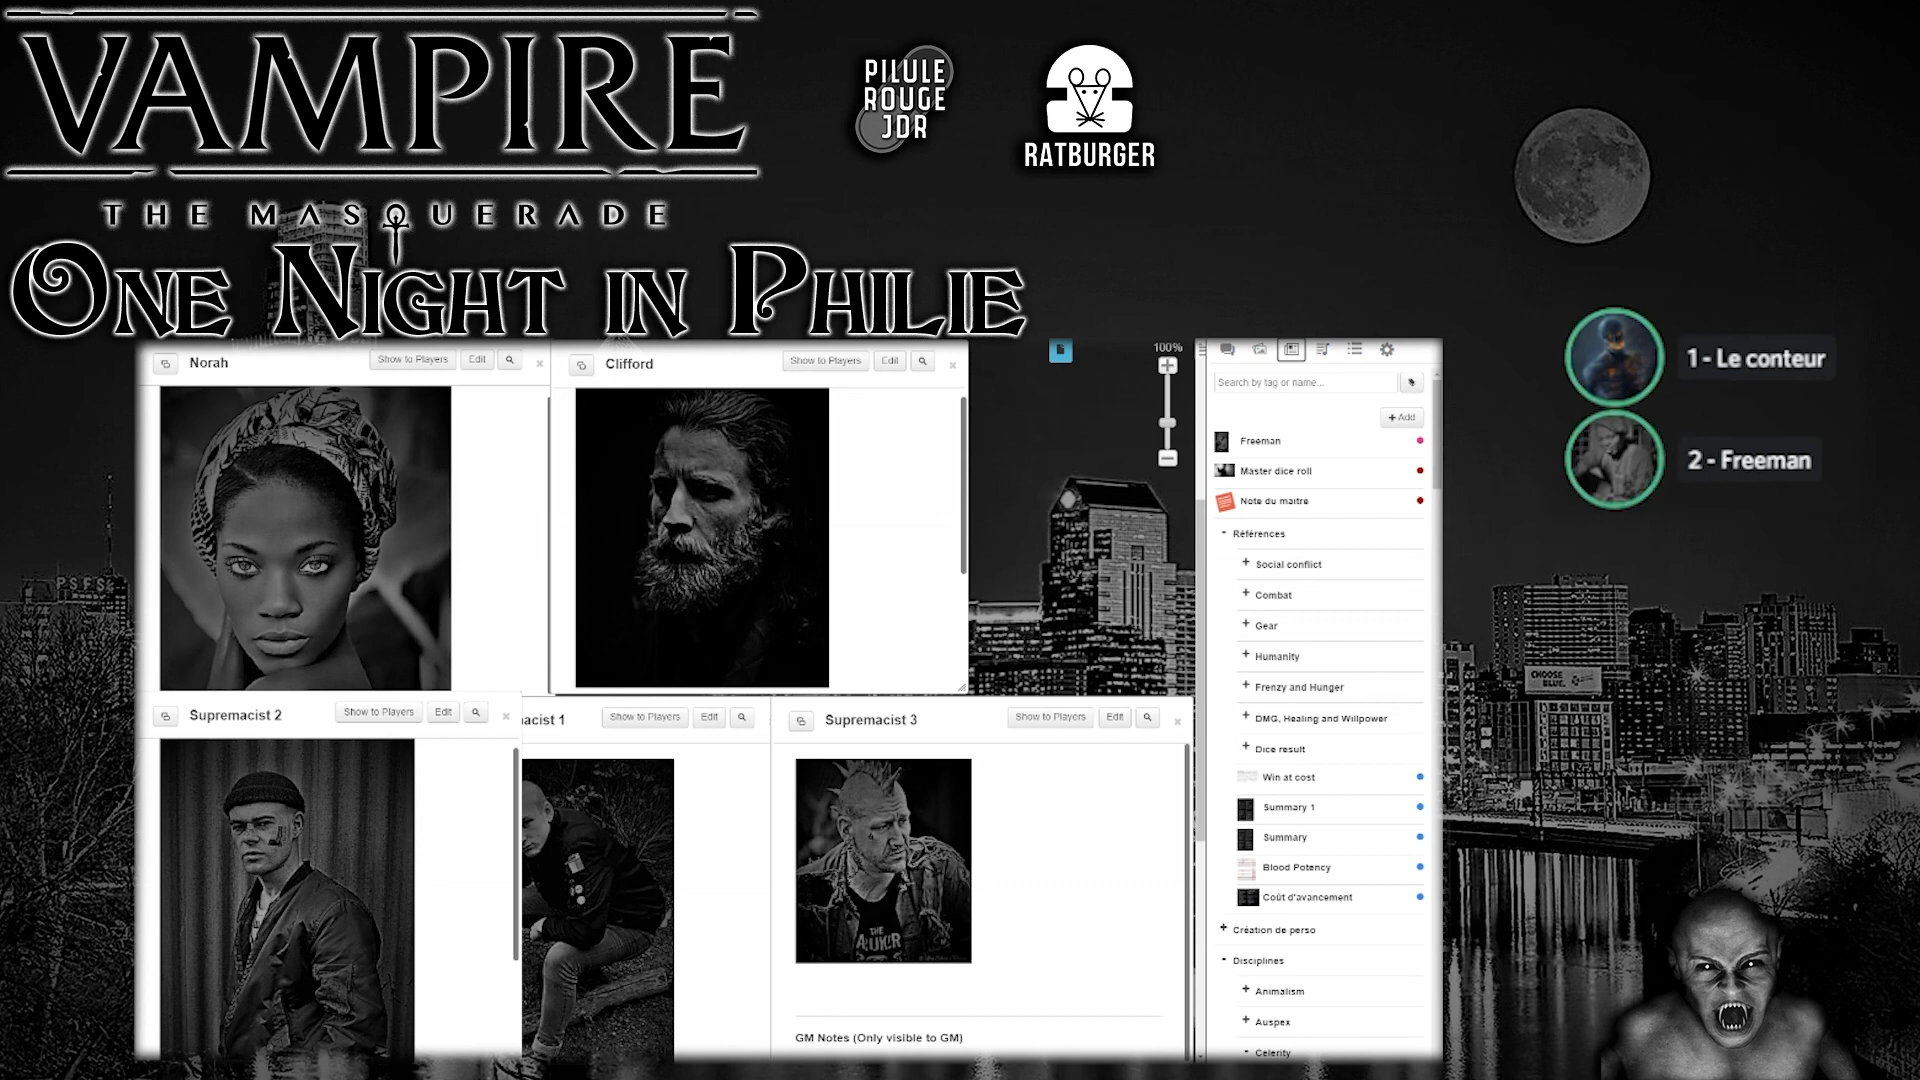 VAMPIRE
THE MASQUERADE
ONE NIGHT IN PHILIE
PILULE
ROUGE
JDR
RATBURGER
Norah
Show to Players
Edit
Clifford
Show to Players
Edit
100%
Search by tag or name...
+ Add
Freeman
Master dice roll
Note du maitre
Références
Social conflict
Combat
Gear
Humanity
Frenzy and Hunger
DMG, Healing and Willpower
Dice result
Win at cost
Summary 1
Summary
Blood Potency
Coût d'avancement
Création de perso
Disciplines
Animalism
Auspex
Celerity
1 - Le conteur
2 - Freeman
Supremacist 2
Show to Players
Edit
acist 1
Show to Players
Edit
Supremacist 3
Show to Players
Edit
THE
GM Notes (Only visible to GM)
PSFS
CHOOSE
BLUE.